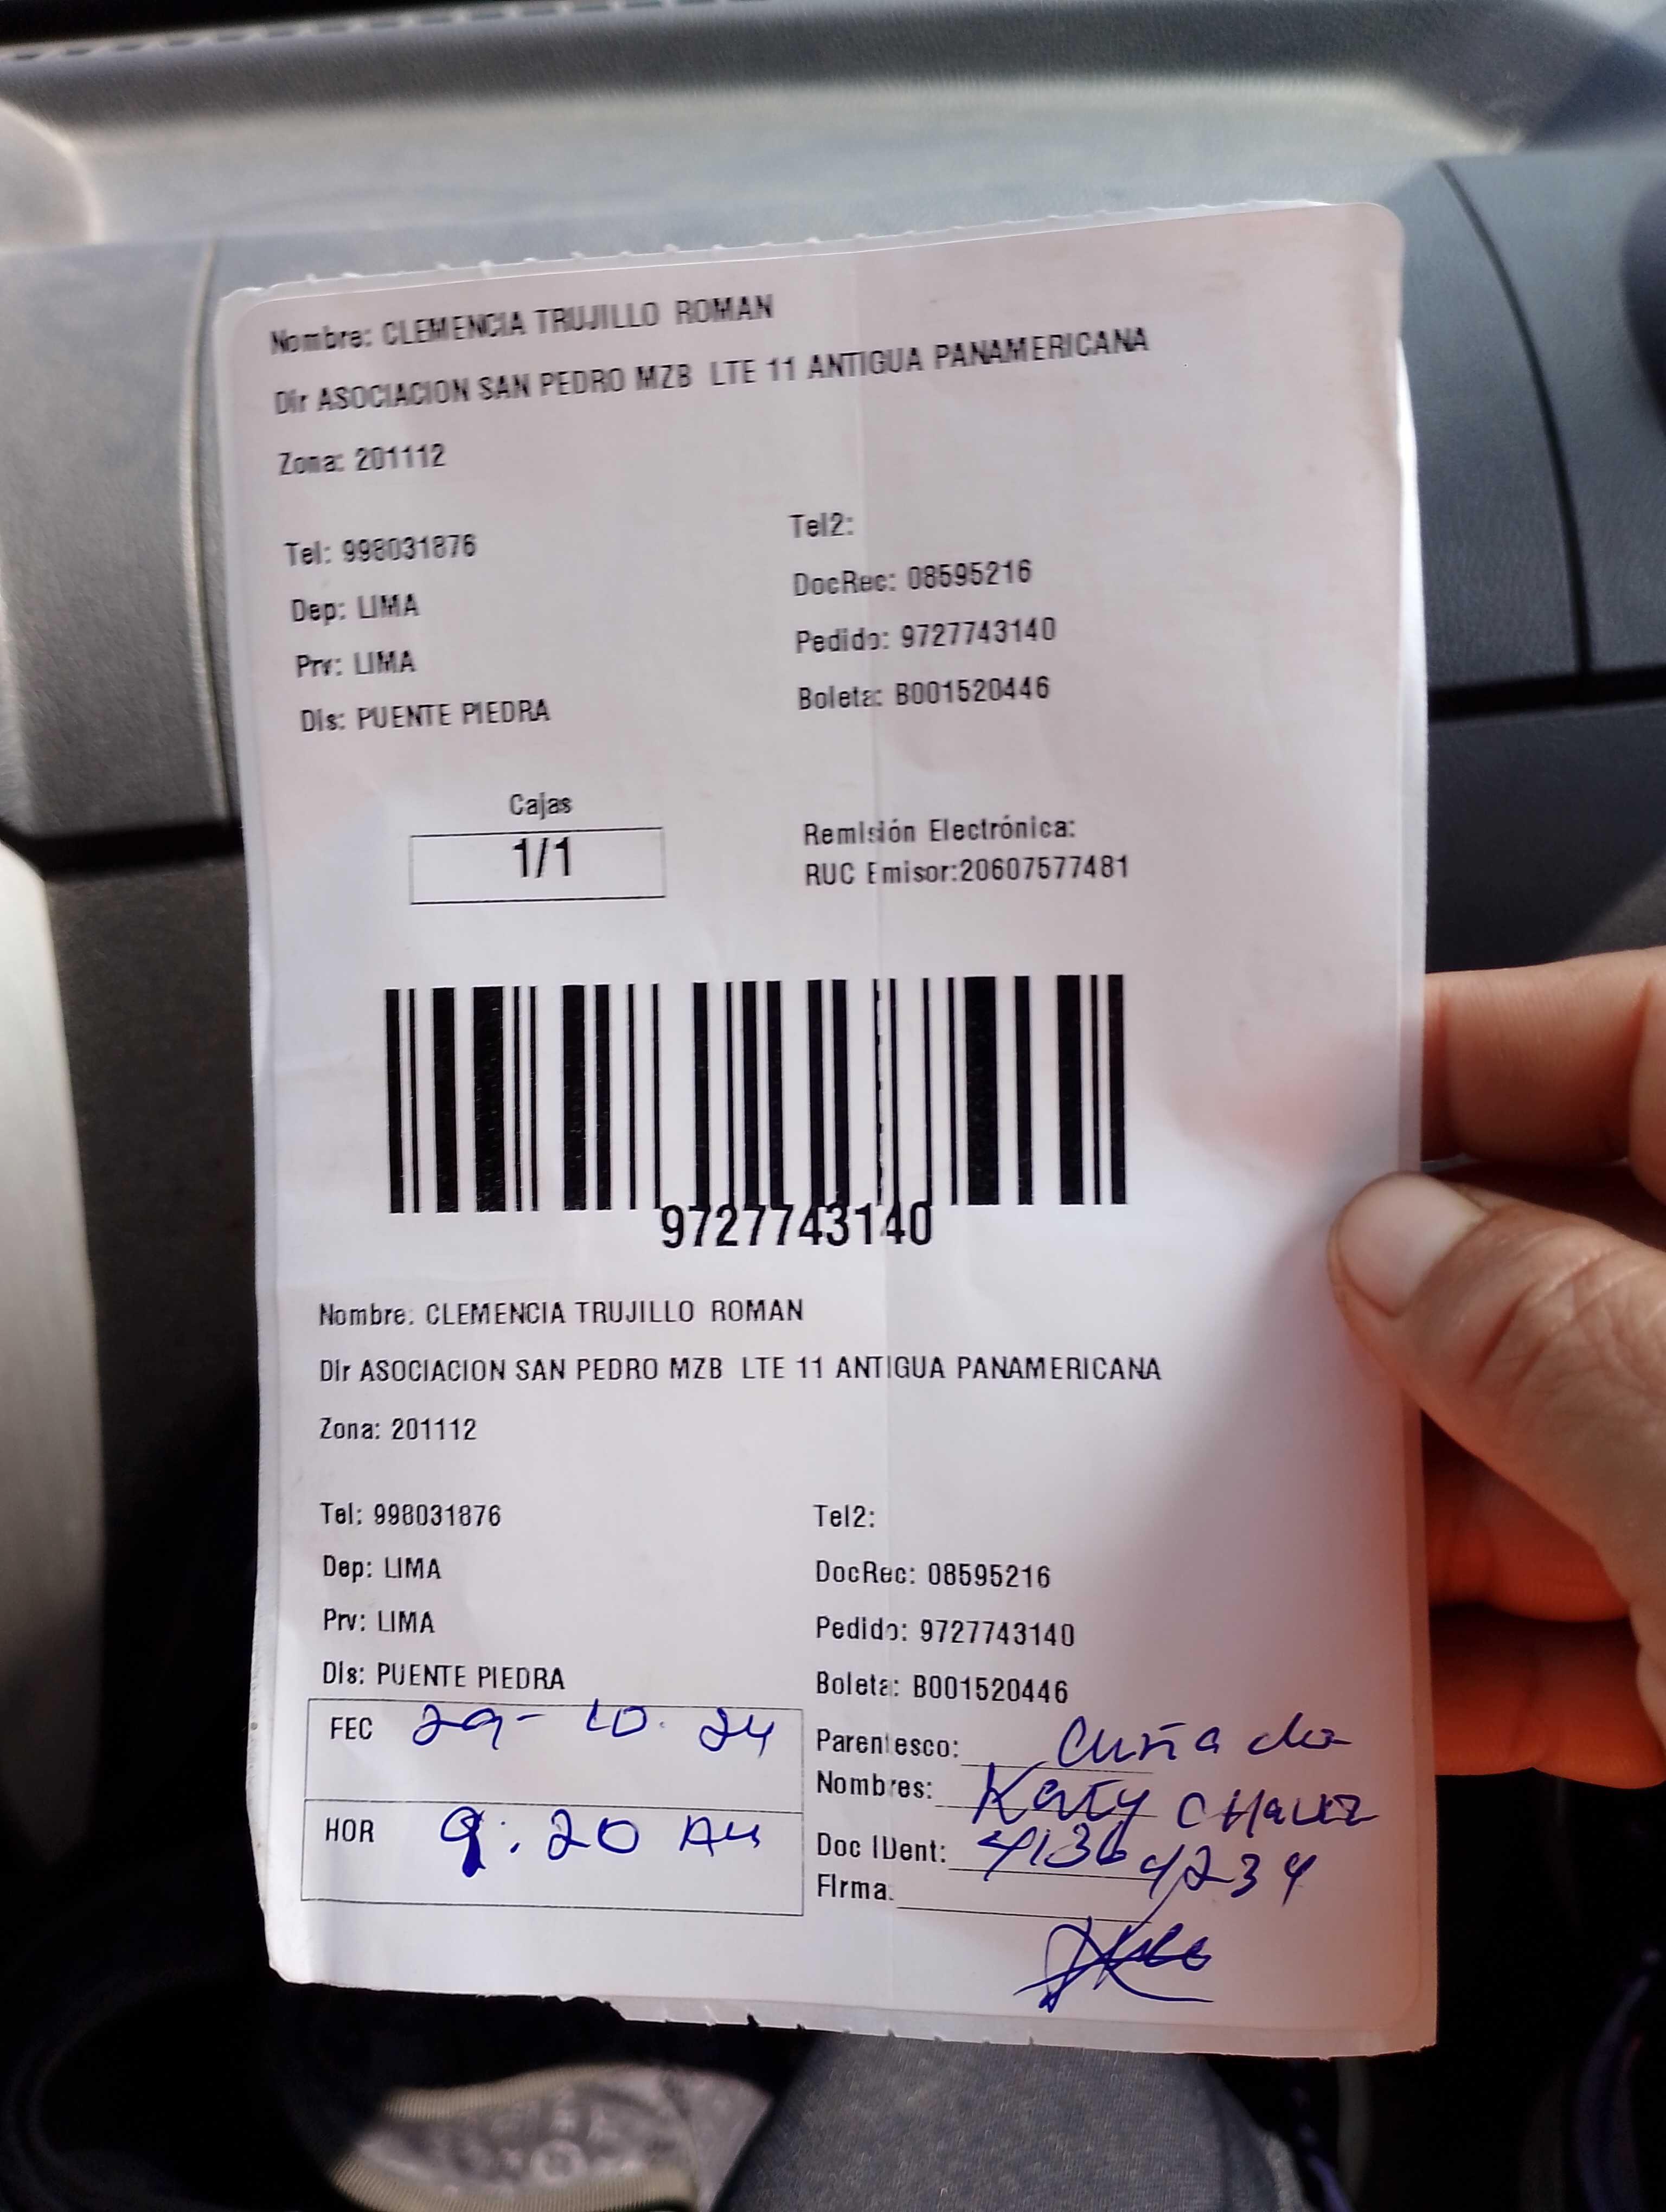 Nombre: CLEMENCIA TRUJILLO ROMAN
Dir ASOCIACION SAN PEDRO MZB LTE 11 ANTIGUA PANAMERICANA
Zona: 201112
Tel: 998031876
Tel2:
Dep: LIMA
DocRec: 08595216
Prv: LIMA
Pedido: 9727743140
Dis: PUENTE PIEDRA
Boleta: B001520446
Cajas
1/1
Remisión Electrónica:
RUC Emisor:20607577481
9727743140
Nombre: CLEMENCIA TRUJILLO ROMAN
Dir ASOCIACION SAN PEDRO MZB LTE 11 ANTIGUA PANAMERICANA
Zona: 201112
Tel: 998031876
Tel2:
Dep: LIMA
DocRec: 08595216
Prv: LIMA
Pedido: 9727743140
Dis: PUENTE PIEDRA
Boleta: B001520446
FEC 29-10.24
Parentesco: Cuñada
Nombres: Katy CHavez
HOR 9:20 AM
Doc IDent: 41364234
Firma: